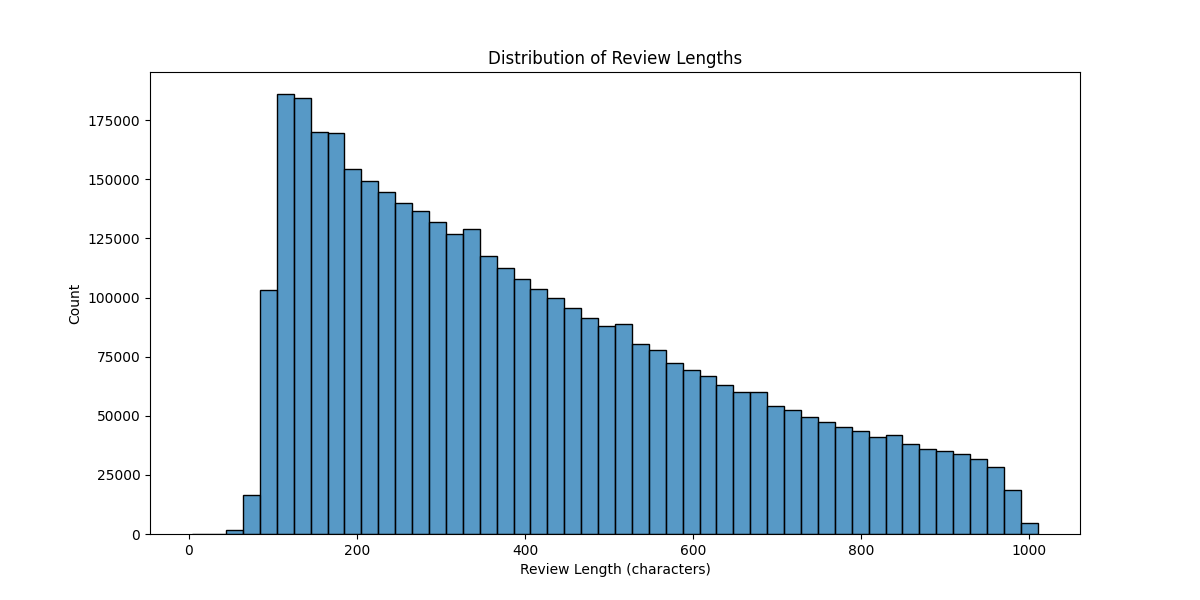 Distribution of Review Lengths
Count
175000
150000
125000
100000
75000
50000
25000
0
0 200 400 600 800 1000
Review Length (characters)